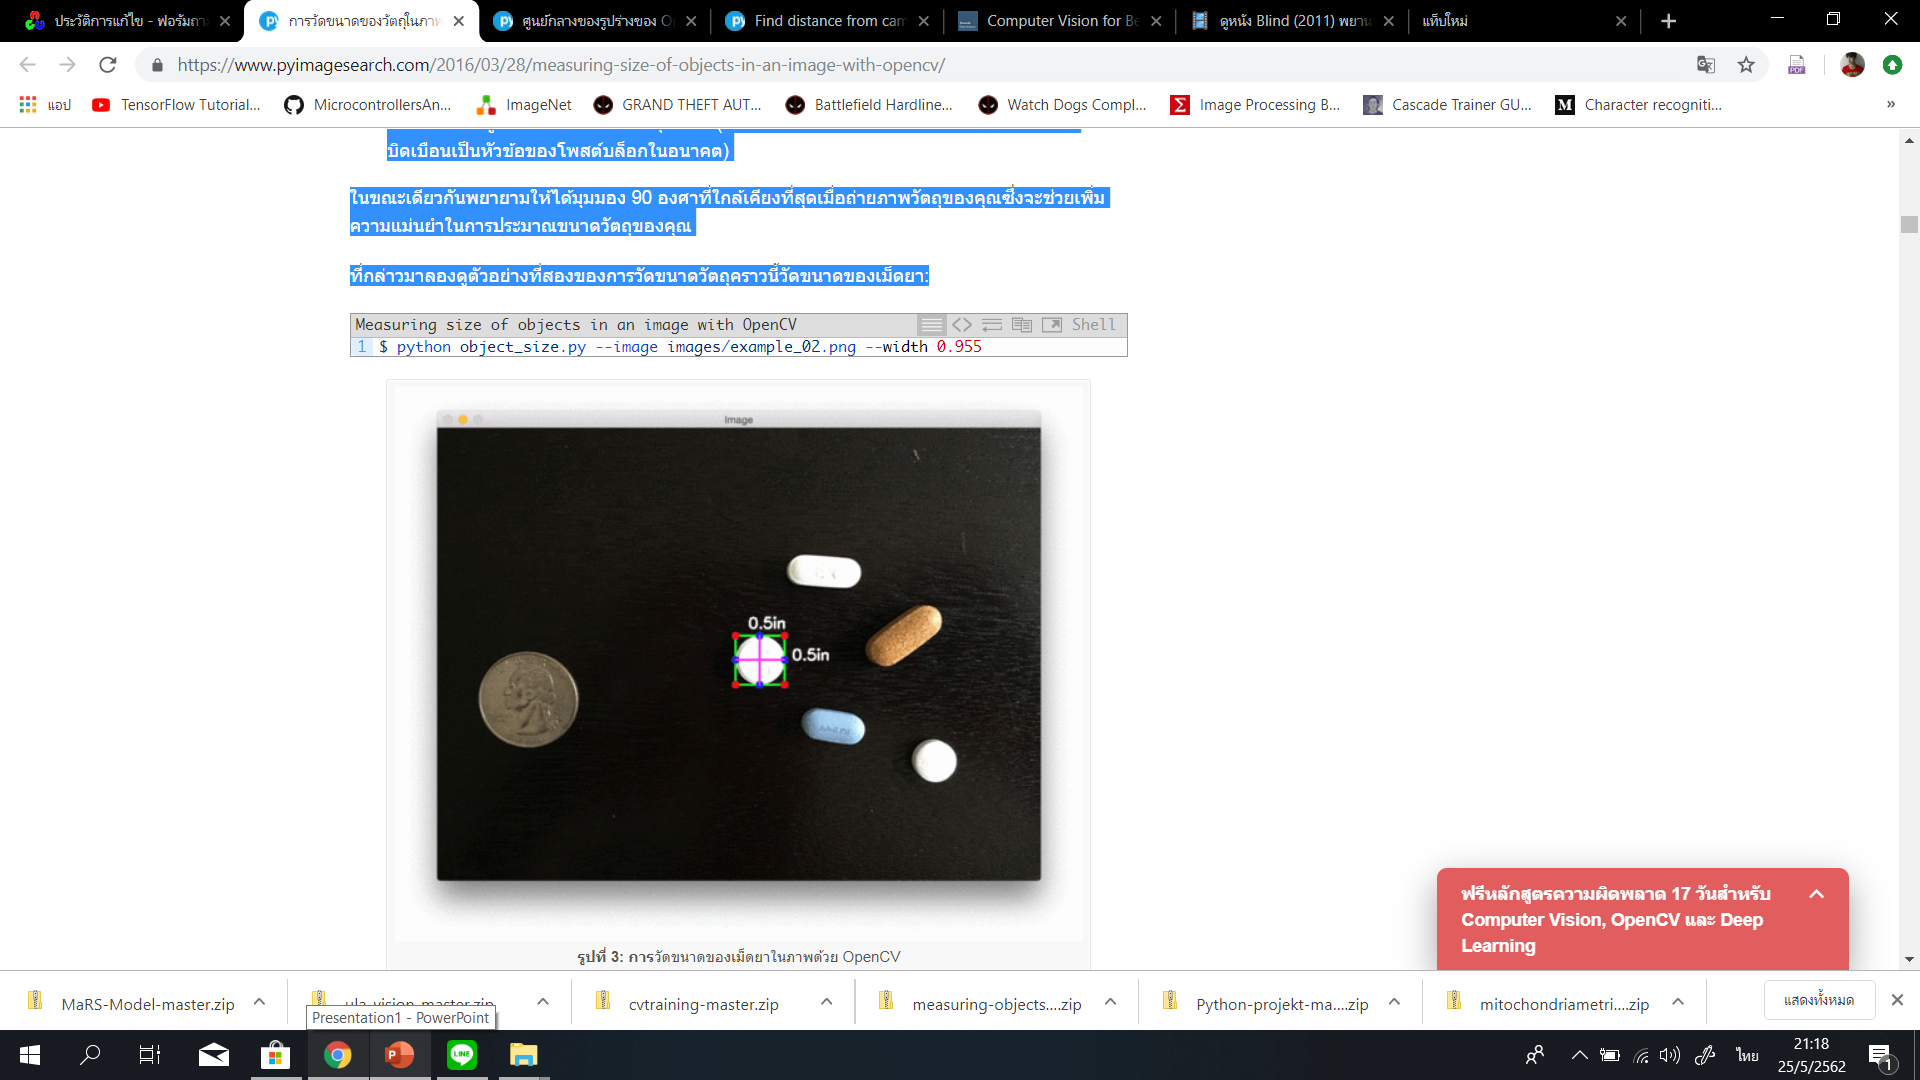 ประวัติการแก้ไข - ฟอรัมถา
การวัดขนาดของวัตถุในภาพ
ศูนย์กลางของรูปร่างของ Op
Find distance from cam
Computer Vision for Be
ดูหนัง Blind (2011) พยาน
แท็บใหม่
https://www.pyimagesearch.com/2016/03/28/measuring-size-of-objects-in-an-image-with-opencv/
แอป
TensorFlow Tutorial...
MicrocontrollersAn...
ImageNet
GRAND THEFT AUT...
Battlefield Hardline...
Watch Dogs Compl...
Image Processing B...
Cascade Trainer GU...
Character recogniti...
บิดเบือนเป็นหัวข้อของโพสต์บล็อกในอนาคต)
ในขณะเดียวกันพยายามให้ได้มุมมอง 90 องศาที่ใกล้เคียงที่สุดเมื่อถ่ายภาพวัตถุของคุณซึ่งจะช่วยเพิ่ม
ความแม่นยำในการประมาณขนาดวัตถุของคุณ
ที่กล่าวมาลองดูตัวอย่างที่สองของการวัดขนาดวัตถุคราวนี้วัดขนาดของเม็ดยา:
Measuring size of objects in an image with OpenCV
Shell
1 $ python object_size.py --image images/example_02.png --width 0.955
Image
0.5in
0.5in
รูปที่ 3: การวัดขนาดของเม็ดยาในภาพด้วย OpenCV
ฟรีหลักสูตรความผิดพลาด 17 วันสำหรับ
Computer Vision, OpenCV และ Deep
Learning
MaRS-Model-master.zip
cvtraining-master.zip
measuring-objects....zip
Python-projekt-ma....zip
mitochondriametri....zip
แสดงทั้งหมด
Presentation1 - PowerPoint
LINE
ไทย
21:18
25/5/2562
1